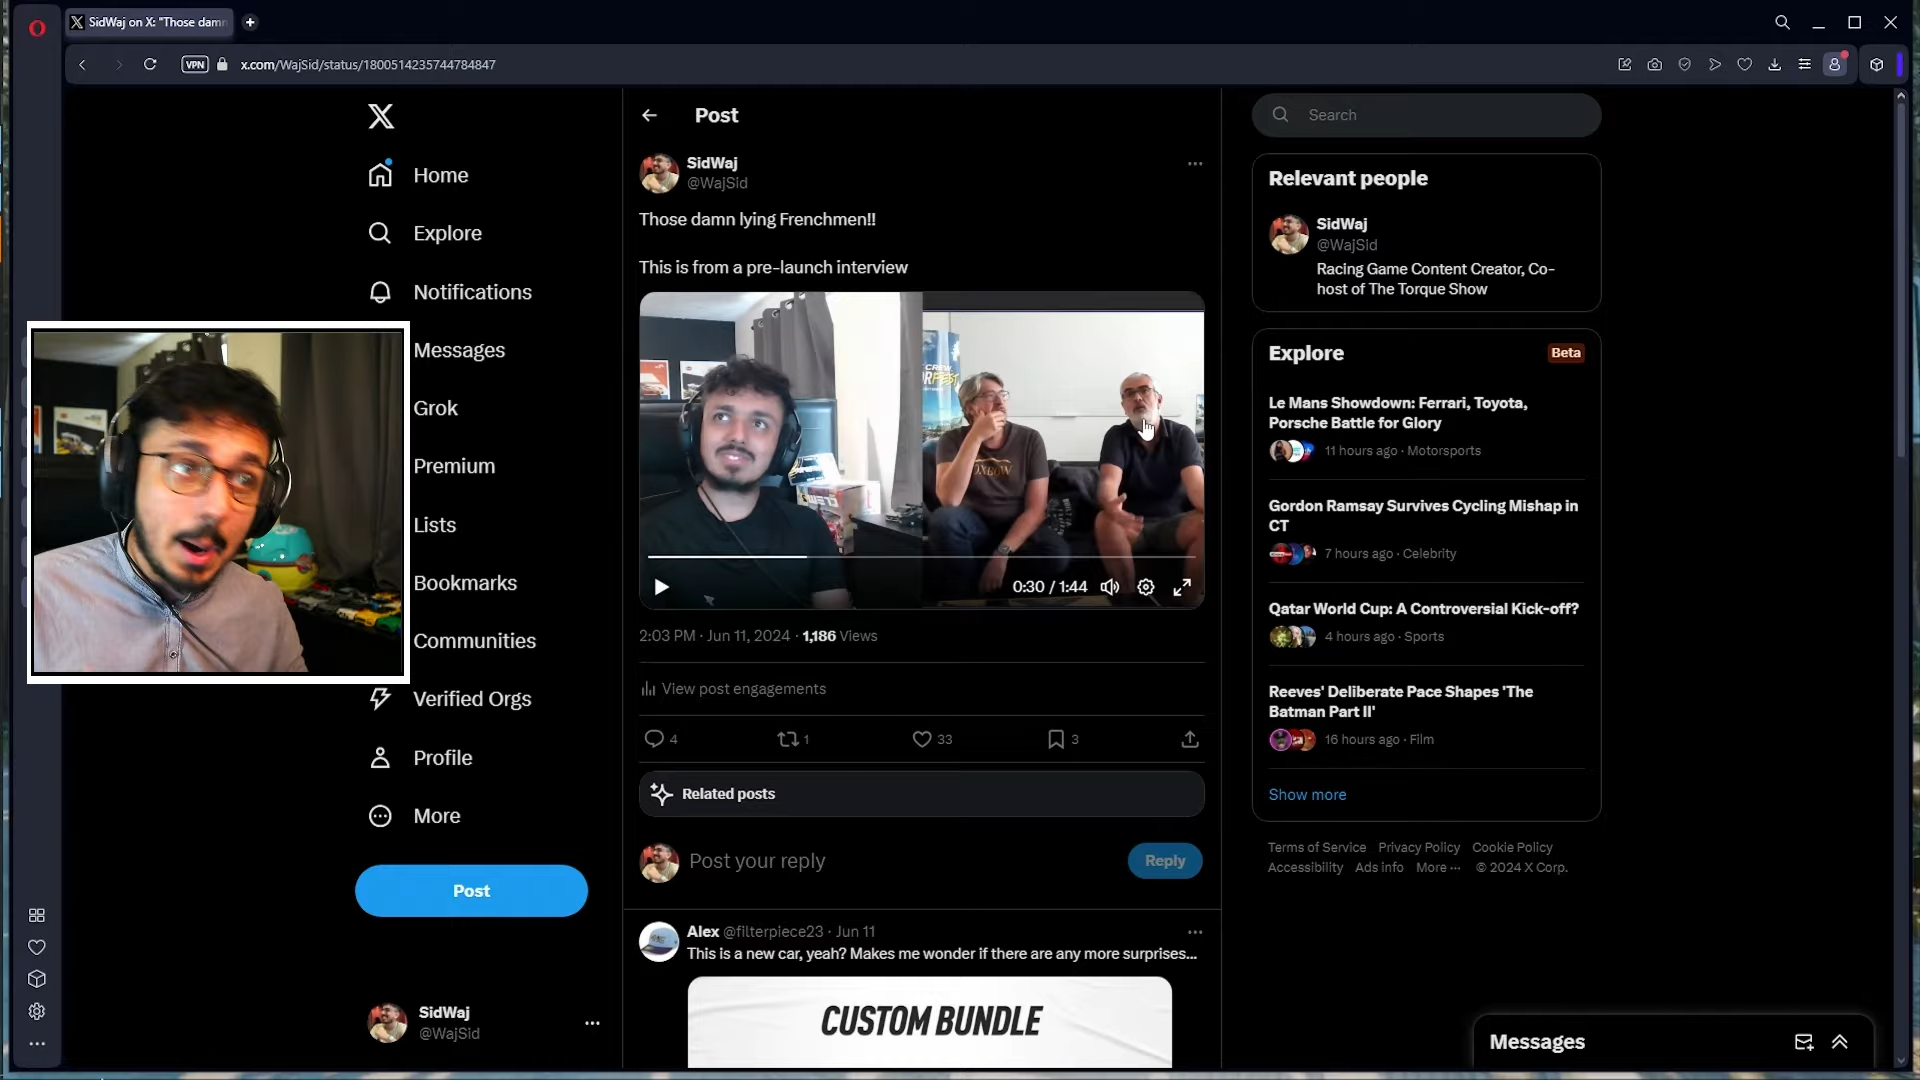 SidWaj on X: "Those damn
VPN
x.com/WajSid/status/1800514235744784847
Home
Explore
Notifications
Messages
Grok
Premium
Lists
Bookmarks
Communities
Verified Orgs
Profile
More
Post
SidWaj
@WajSid
Post
SidWaj
@WajSid
Those damn lying Frenchmen!!
This is from a pre-launch interview
0:30 / 1:44
2:03 PM · Jun 11, 2024 · 1,186 Views
View post engagements
4
1
33
3
Related posts
Post your reply
Reply
Alex @filterpiece23 · Jun 11
This is a new car, yeah? Makes me wonder if there are any more surprises...
CUSTOM BUNDLE
Search
Relevant people
SidWaj
@WajSid
Racing Game Content Creator, Co-
host of The Torque Show
Explore
Beta
Le Mans Showdown: Ferrari, Toyota,
Porsche Battle for Glory
11 hours ago · Motorsports
Gordon Ramsay Survives Cycling Mishap in
CT
7 hours ago · Celebrity
Qatar World Cup: A Controversial Kick-off?
4 hours ago · Sports
Reeves' Deliberate Pace Shapes 'The
Batman Part II'
16 hours ago · Film
Show more
Terms of Service Privacy Policy Cookie Policy
Accessibility Ads info More ··· © 2024 X Corp.
Messages